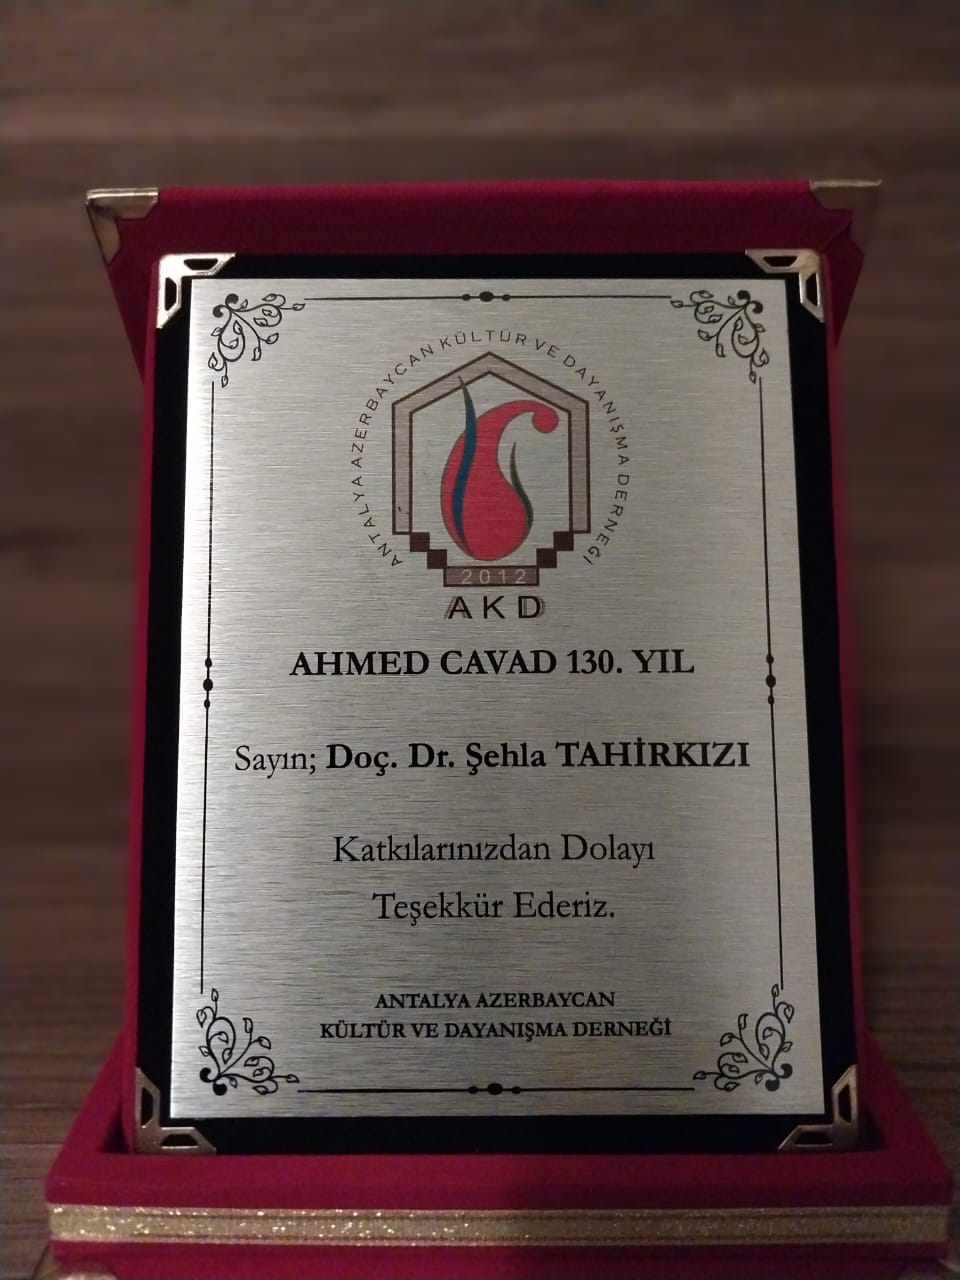 ANTALYA AZERBAYCAN KÜLTÜR VE DAYANIŞMA DERNEĞİ
2012
AKD
AHMED CAVAD 130. YIL
Sayın; Doç. Dr. Şehla TAHİRKIZI
Katkılarınızdan Dolayı
Teşekkür Ederiz.
ANTALYA AZERBAYCAN
KÜLTÜR VE DAYANIŞMA DERNEĞİ